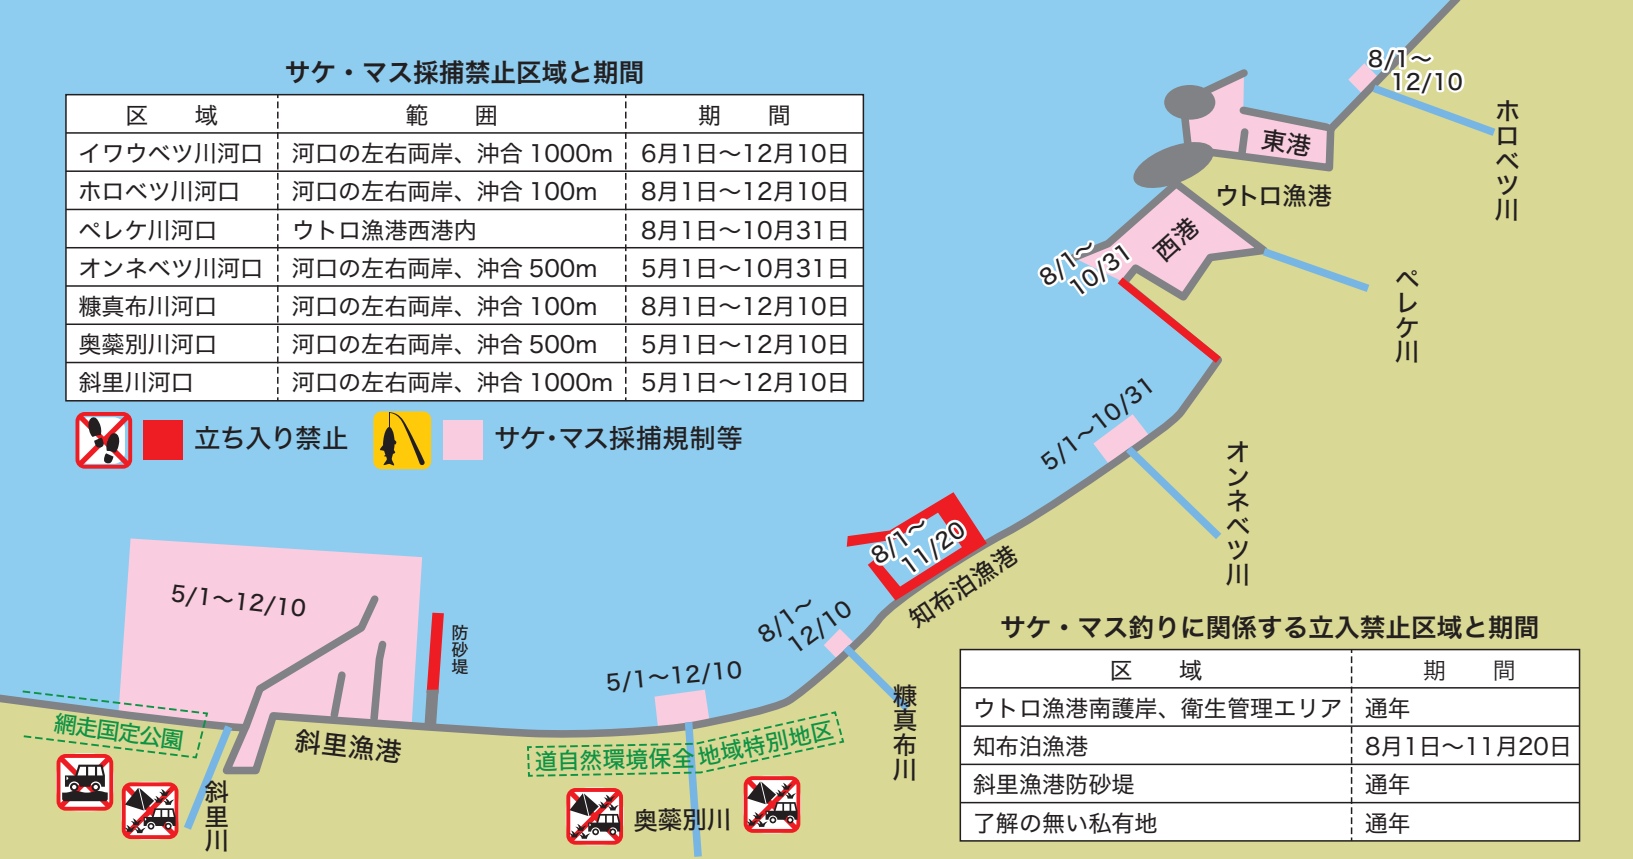 サケ・マス採捕禁止区域と期間
区　域　範　囲　期　間
イワウベツ川河口　河口の左右両岸、沖合 1000m　6月1日～12月10日
ホロベツ川河口　河口の左右両岸、沖合 100m　8月1日～12月10日
ペレケ川河口　ウトロ漁港西港内　8月1日～10月31日
オンネベツ川河口　河口の左右両岸、沖合 500m　5月1日～10月31日
糠真布川河口　河口の左右両岸、沖合 100m　8月1日～12月10日
奥蘂別川河口　河口の左右両岸、沖合 500m　5月1日～12月10日
斜里川河口　河口の左右両岸、沖合 1000m　5月1日～12月10日
立ち入り禁止　サケ・マス採捕規制等
8/1～
12/10
ホロベツ川
東港
ウトロ漁港
西港
8/1～
10/31
ペレケ川
5/1～10/31
オンネベツ川
8/1～
11/20
知布泊漁港
8/1～
12/10
糠真布川
5/1～12/10
道自然環境保全地域特別地区
奥蘂別川
5/1～12/10
防砂堤
網走国定公園
斜里漁港
斜里川
サケ・マス釣りに関係する立入禁止区域と期間
区　域　期　間
ウトロ漁港南護岸、衛生管理エリア　通年
知布泊漁港　8月1日～11月20日
斜里漁港防砂堤　通年
了解の無い私有地　通年